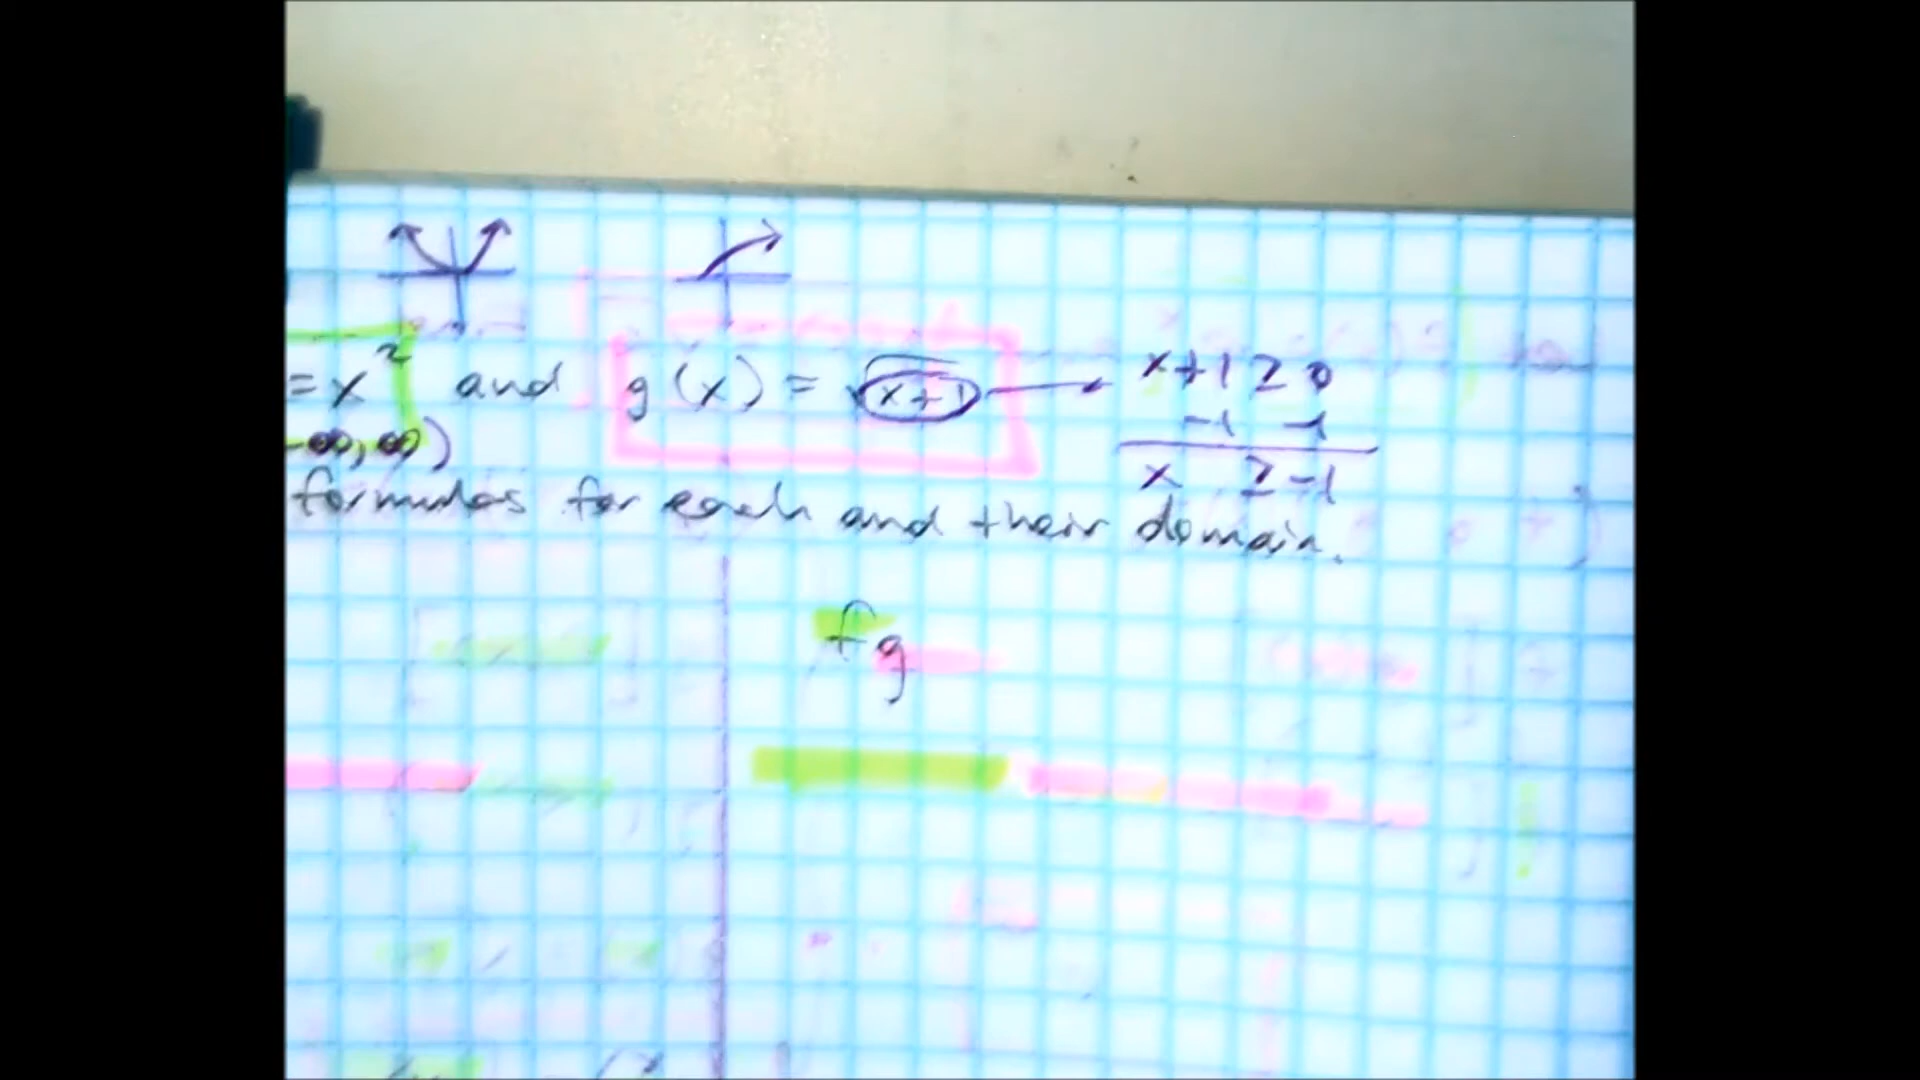 = x² and g(x) = √x+1 → x+1 ≥ 0
-1 -1
-∞, ∞)
x ≥ -1
formulas for each and their domain.
fg